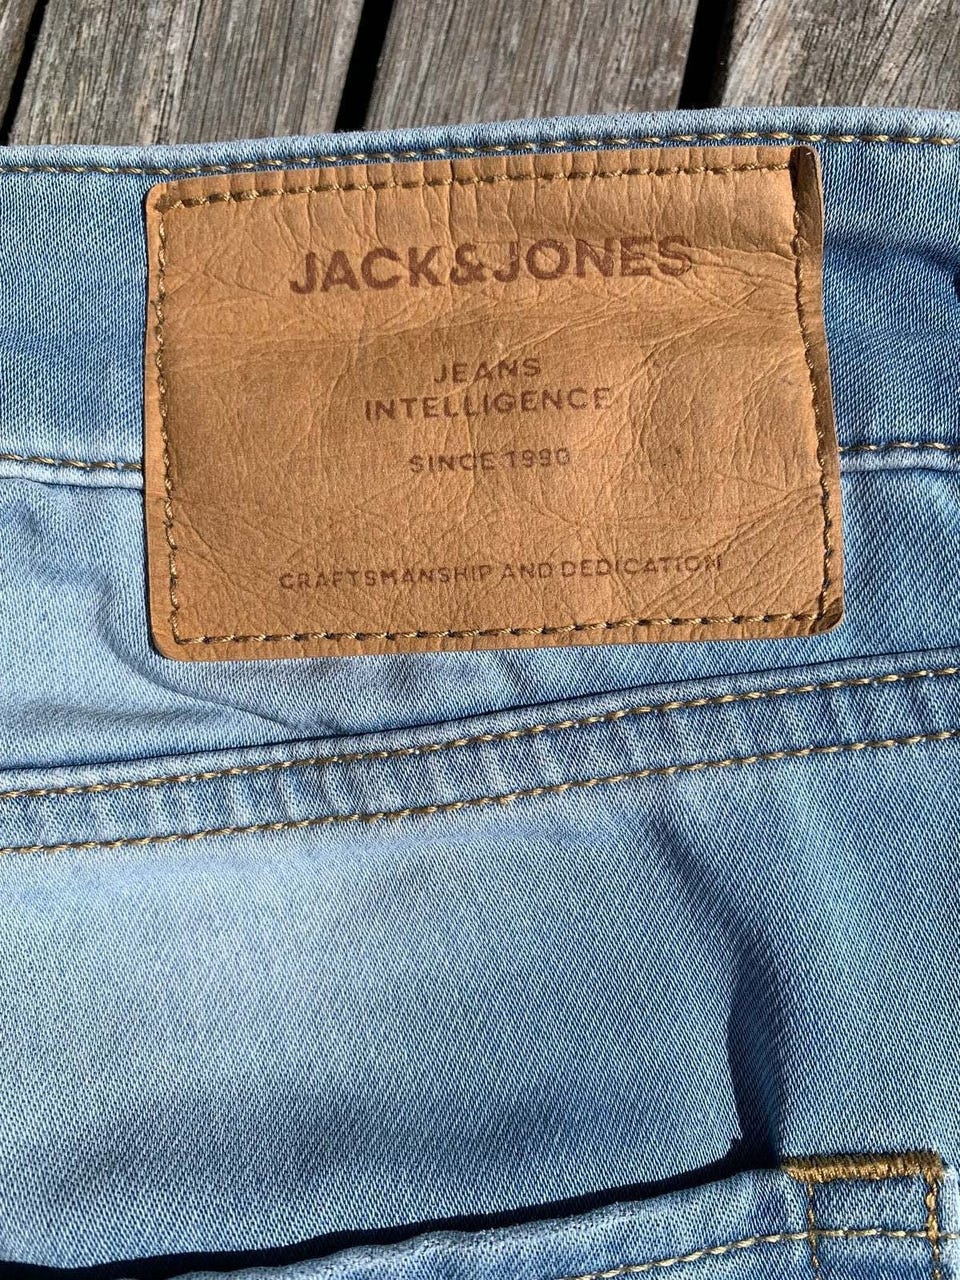 JACK&JONES
JEANS
INTELLIGENCE
SINCE 1990
CRAFTSMANSHIP AND DEDICATION